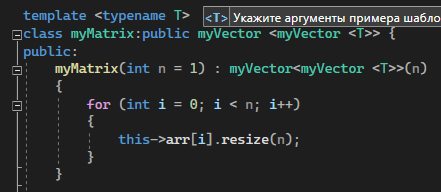 template <typename T> <T> Укажите аргументы примера шабло
class myMatrix:public myVector <myVector <T>> {
public:
myMatrix(int n = 1) : myVector<myVector <T>>(n)
{
for (int i = 0; i < n; i++)
{
this->arr[i].resize(n);
}
}